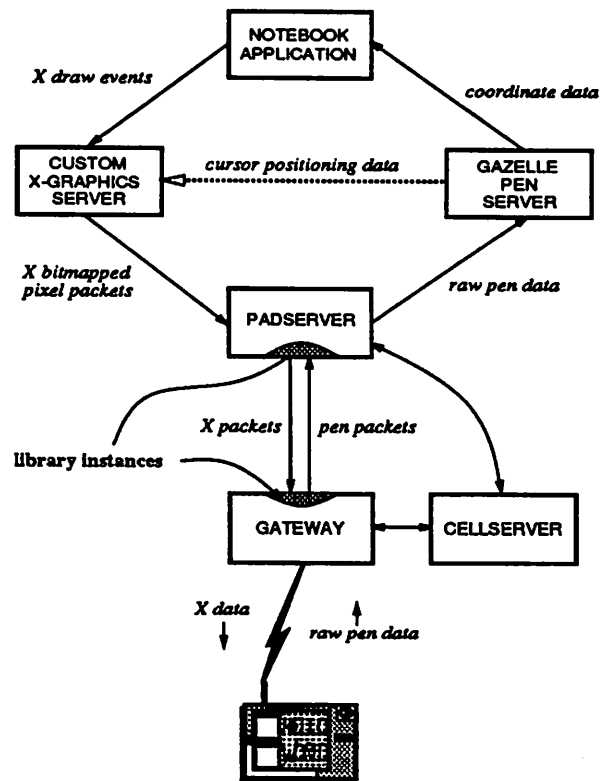 NOTEBOOK
APPLICATION
X draw events
coordinate data
CUSTOM
X-GRAPHICS
SERVER
cursor positioning data
GAZELLE
PEN
SERVER
X bitmapped
pixel packets
raw pen data
PADSERVER
X packets
pen packets
library instances
GATEWAY
CELLSERVER
X data
raw pen data